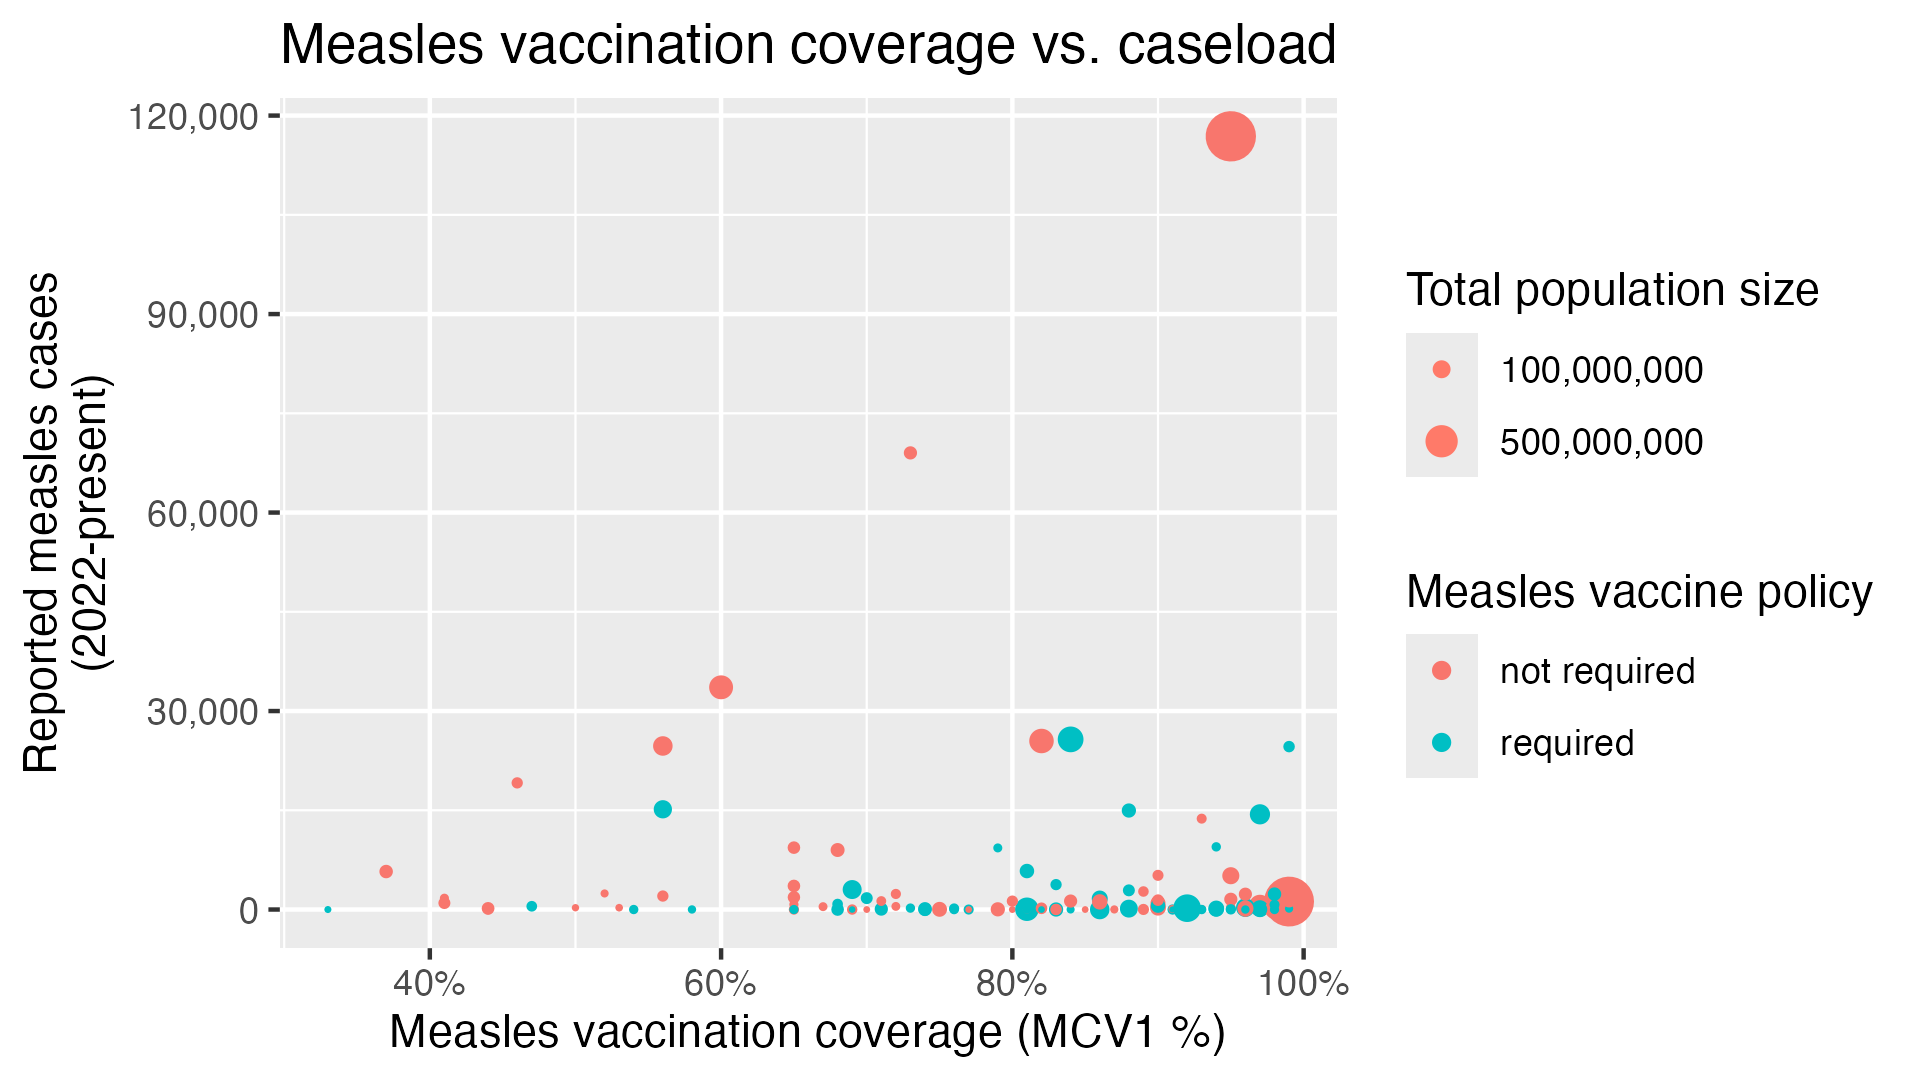 Measles vaccination coverage vs. caseload
120,000
90,000
60,000
30,000
0
Reported measles cases
(2022-present)
40%
60%
80%
100%
Measles vaccination coverage (MCV1 %)
Total population size
100,000,000
500,000,000
Measles vaccine policy
not required
required